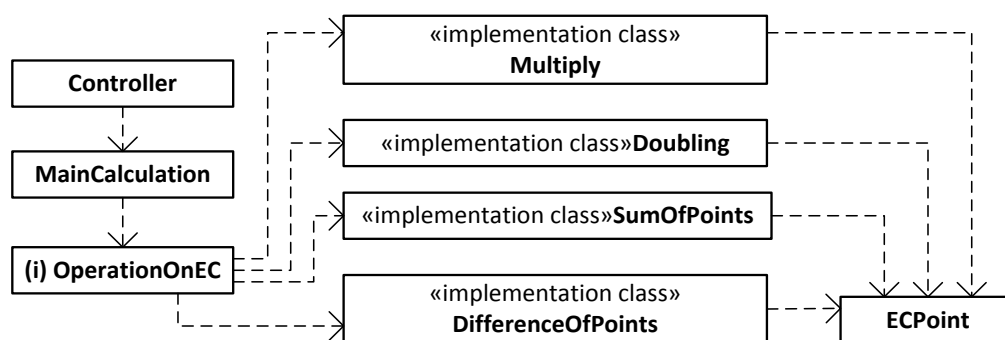 Controller
MainCalculation
(i) OperationOnEC
«implementation class»
Multiply
«implementation class»Doubling
«implementation class»SumOfPoints
«implementation class»
DifferenceOfPoints
ECPoint